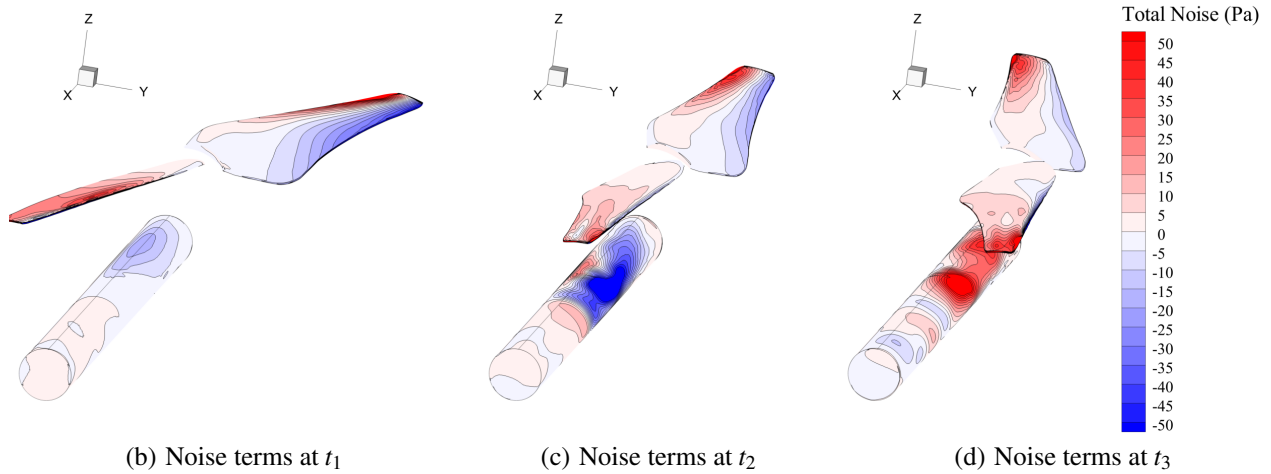 Z
X
Y
Z
X
Y
Z
X
Y
Total Noise (Pa)
50
45
40
35
30
25
20
15
10
5
0
-5
-10
-15
-20
-25
-30
-35
-40
-45
-50
(b) Noise terms at t1
(c) Noise terms at t2
(d) Noise terms at t3